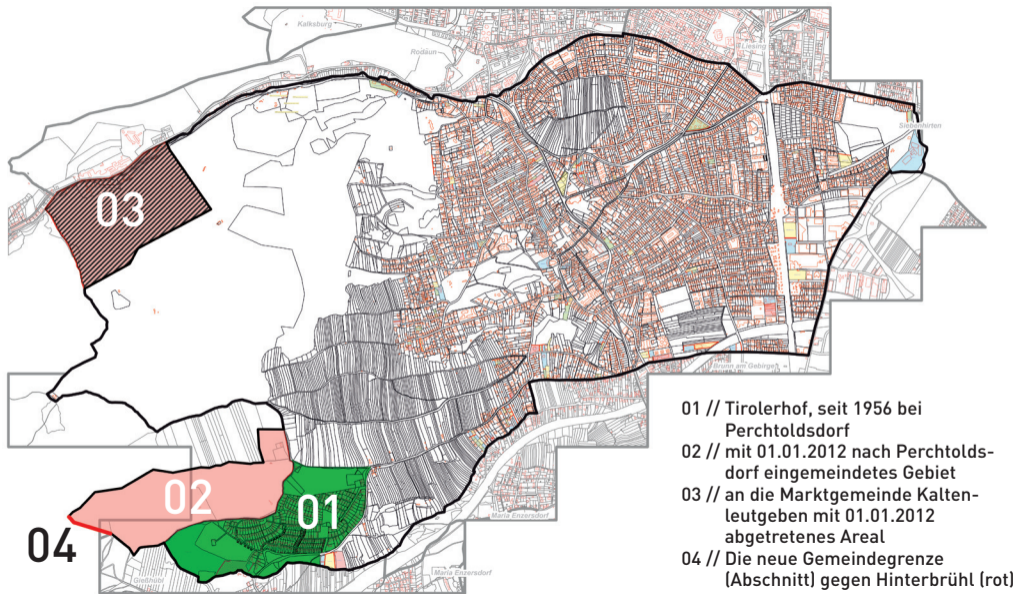 Kalksburg
Rodaun
Liesing
Siebenhirten
03
Brunn am Gebirge
01 // Tirolerhof, seit 1956 bei
Perchtoldsdorf
02 // mit 01.01.2012 nach Perchtolds-
dorf eingemeindetes Gebiet
03 // an die Marktgemeinde Kalten-
leutgeben mit 01.01.2012
abgetretenes Areal
04 // Die neue Gemeindegrenze
(Abschnitt) gegen Hinterbrühl (rot)
02
01
04
Maria Enzersdorf
Gießhübl
Maria Enzersdorf